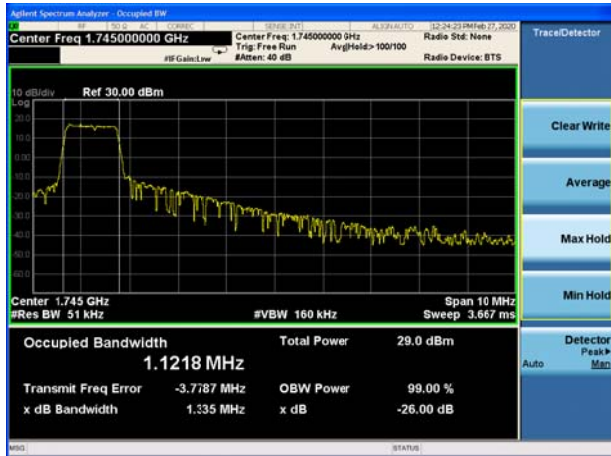 Agilent Spectrum Analyzer - Occupied BW
RF 50 Ω AC CORREC SENSE:INT ALIGNAUTO 12:24:23 PM Feb 27, 2020
Center Freq 1.745000000 GHz
Center Freq: 1.745000000 GHz
Radio Std: None
Trace/Detector
Trig: Free Run Avg|Hold:>100/100
#IFGain:Low #Atten: 40 dB Radio Device: BTS
10 dB/div Ref 30.00 dBm
Log
20.0
10.0
0.00
10.0
20.0
30.0
40.0
50.0
60.0
Center 1.745 GHz Span 10 MHz
#Res BW 51 kHz #VBW 160 kHz Sweep 3.667 ms
Occupied Bandwidth Total Power 29.0 dBm
1.1218 MHz
Transmit Freq Error -3.7787 MHz OBW Power 99.00 %
x dB Bandwidth 1.335 MHz x dB -26.00 dB
Clear Write
Average
Max Hold
Min Hold
Detector
Peak▶
Auto Man
MSG STATUS